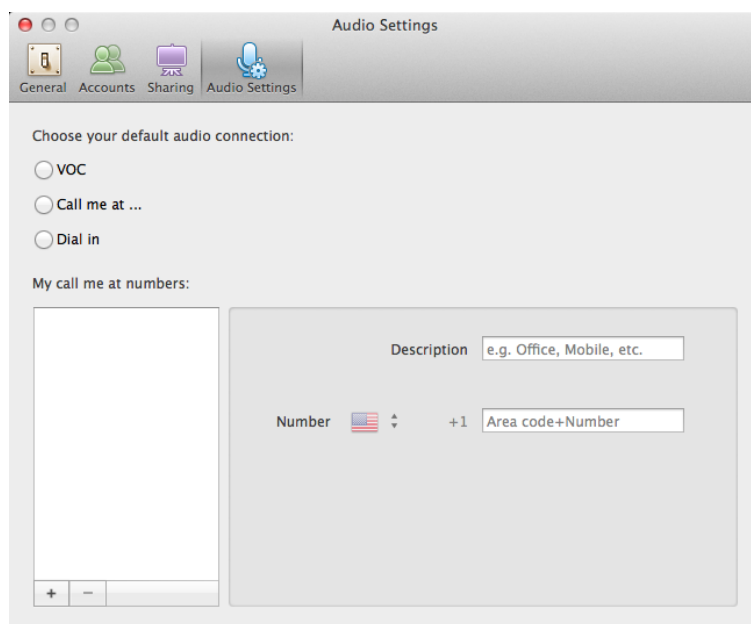 Audio Settings
General Accounts Sharing Audio Settings
Choose your default audio connection:
VOC
Call me at ...
Dial in
My call me at numbers:
Description e.g. Office, Mobile, etc.
Number +1 Area code+Number
+ −